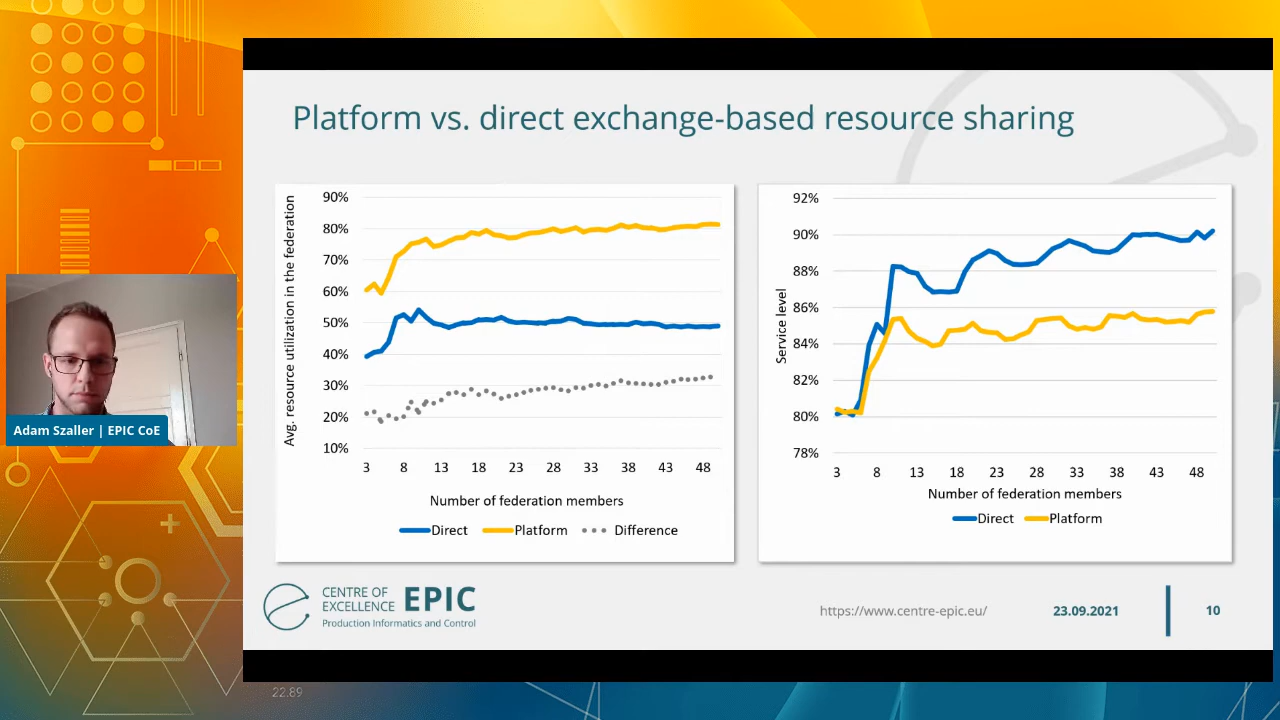 Platform vs. direct exchange-based resource sharing
Avg. resource utilization in the federation
90%
80%
70%
60%
50%
40%
30%
20%
10%
3 8 13 18 23 28 33 38 43 48
Number of federation members
Direct Platform Difference
Service level
92%
90%
88%
86%
84%
82%
80%
78%
3 8 13 18 23 28 33 38 43 48
Number of federation members
Direct Platform
Adam Szaller | EPIC CoE
CENTRE OF
EXCELLENCE EPIC
Production Informatics and Control
https://www.centre-epic.eu/
23.09.2021
10
22.89